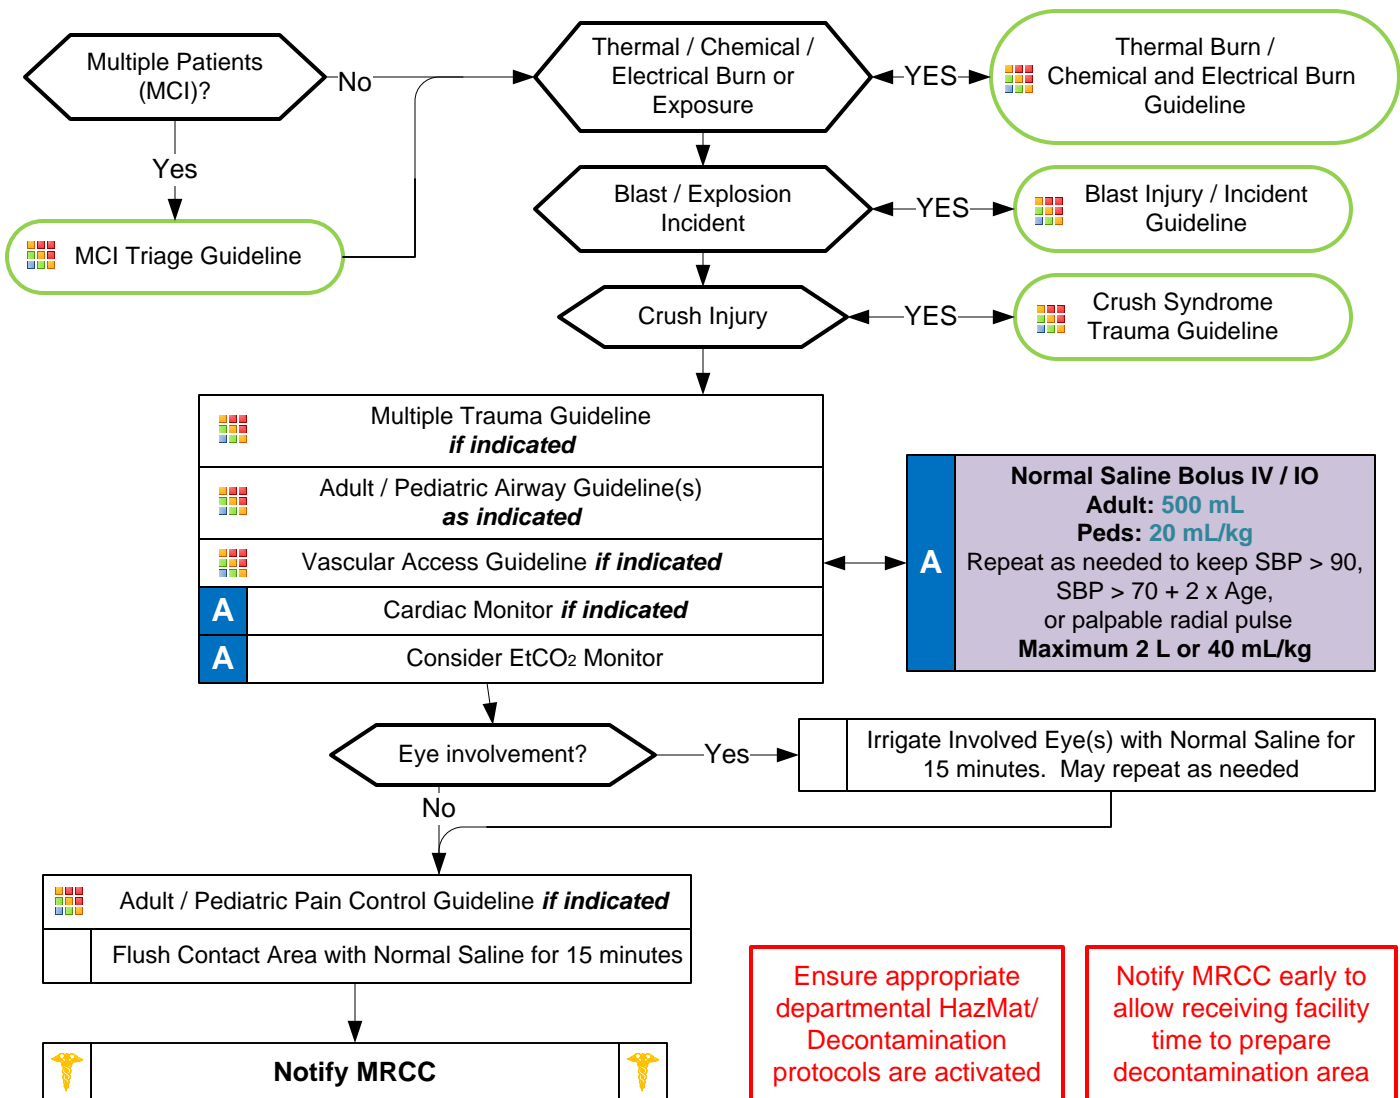 Multiple Patients
(MCI)?
No
Yes
MCI Triage Guideline
Thermal / Chemical /
Electrical Burn or
Exposure
YES
Thermal Burn /
Chemical and Electrical Burn
Guideline
Blast / Explosion
Incident
YES
Blast Injury / Incident
Guideline
Crush Injury
YES
Crush Syndrome
Trauma Guideline
Multiple Trauma Guideline
if indicated
Adult / Pediatric Airway Guideline(s)
as indicated
Vascular Access Guideline if indicated
A
Cardiac Monitor if indicated
A
Consider EtCO2 Monitor
A
Normal Saline Bolus IV / IO
Adult: 500 mL
Peds: 20 mL/kg
Repeat as needed to keep SBP > 90,
SBP > 70 + 2 x Age,
or palpable radial pulse
Maximum 2 L or 40 mL/kg
Eye involvement?
Yes
Irrigate Involved Eye(s) with Normal Saline for
15 minutes.  May repeat as needed
No
Adult / Pediatric Pain Control Guideline if indicated
Flush Contact Area with Normal Saline for 15 minutes
Notify MRCC
Ensure appropriate
departmental HazMat/
Decontamination
protocols are activated
Notify MRCC early to
allow receiving facility
time to prepare
decontamination area